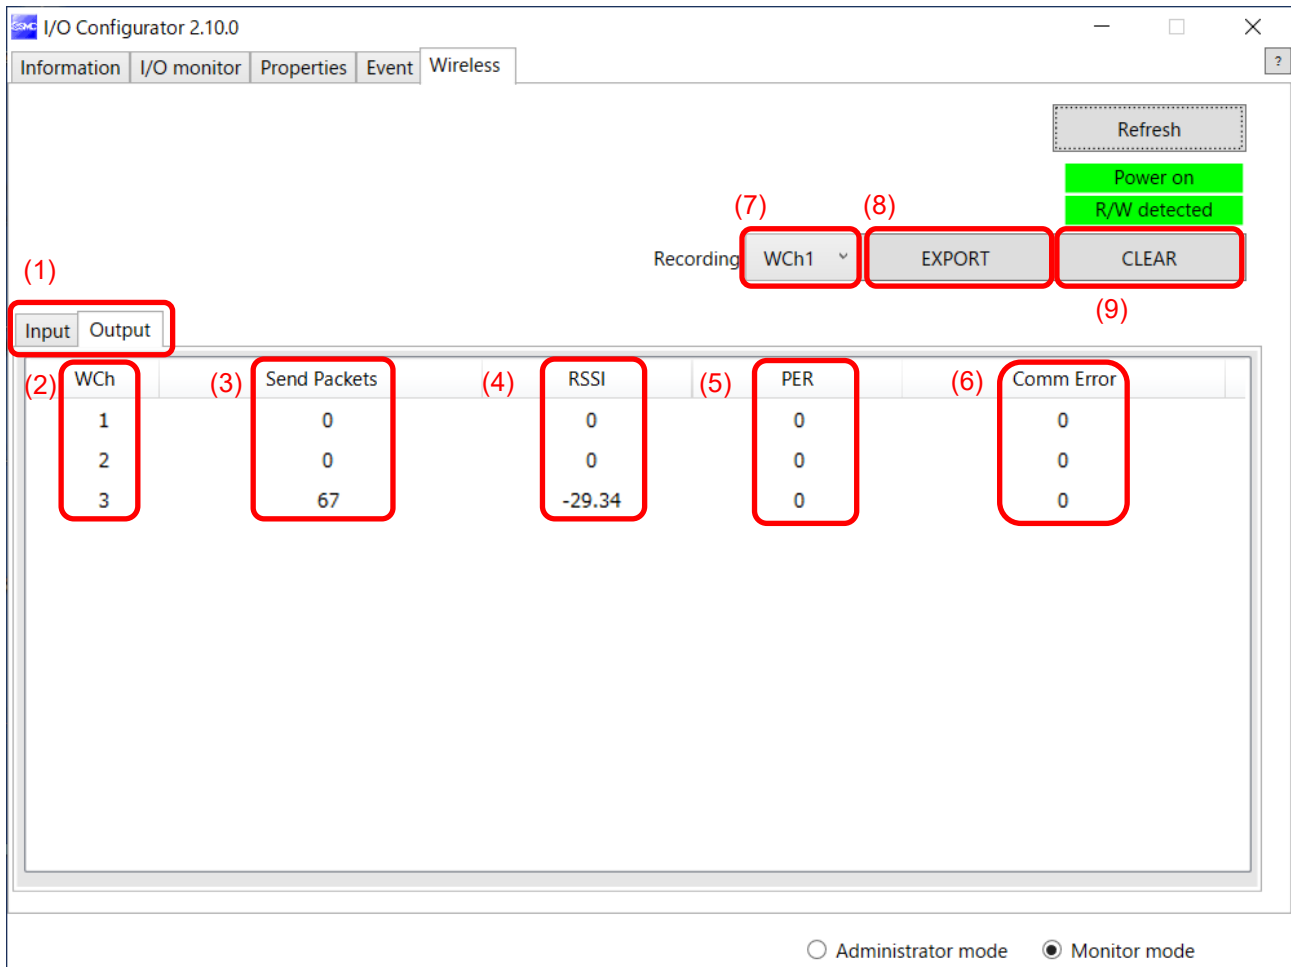 SMC I/O Configurator 2.10.0
Information I/O monitor Properties Event Wireless ?
Refresh
Power on
R/W detected
(7) (8)
Recording WCh1 EXPORT CLEAR
(1)
(9)
Input Output
(2) WCh (3) Send Packets (4) RSSI (5) PER (6) Comm Error
1 0 0 0 0
2 0 0 0 0
3 67 -29.34 0 0
Administrator mode Monitor mode